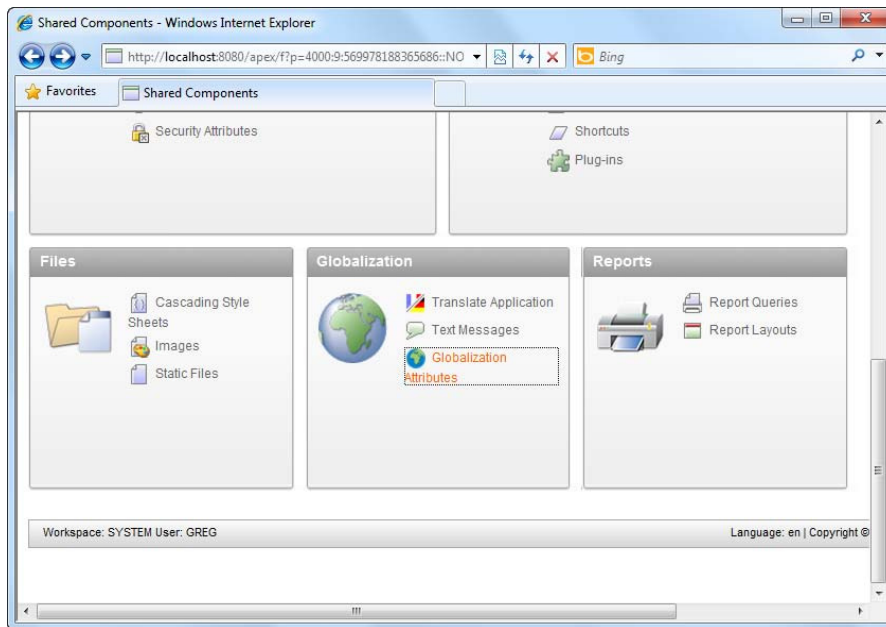 Shared Components - Windows Internet Explorer
http://localhost:8080/apex/f?p=4000:9:569978188365686::NO
Bing
Favorites
Shared Components
Security Attributes
Shortcuts
Plug-ins
Files
Globalization
Reports
Cascading Style
Sheets
Images
Static Files
Translate Application
Text Messages
Globalization
Attributes
Report Queries
Report Layouts
Workspace: SYSTEM User: GREG
Language: en | Copyright ©